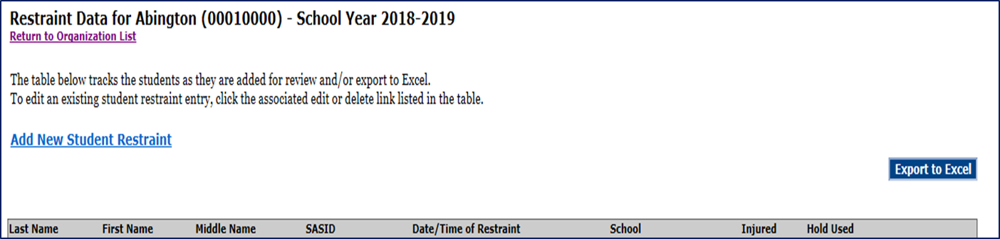 Restraint Data for Abington (00010000) - School Year 2018-2019
Return to Organization List
The table below tracks the students as they are added for review and/or export to Excel.
To edit an existing student restraint entry, click the associated edit or delete link listed in the table.
Add New Student Restraint
Export to Excel
Last Name First Name Middle Name SASID Date/Time of Restraint School Injured Hold Used